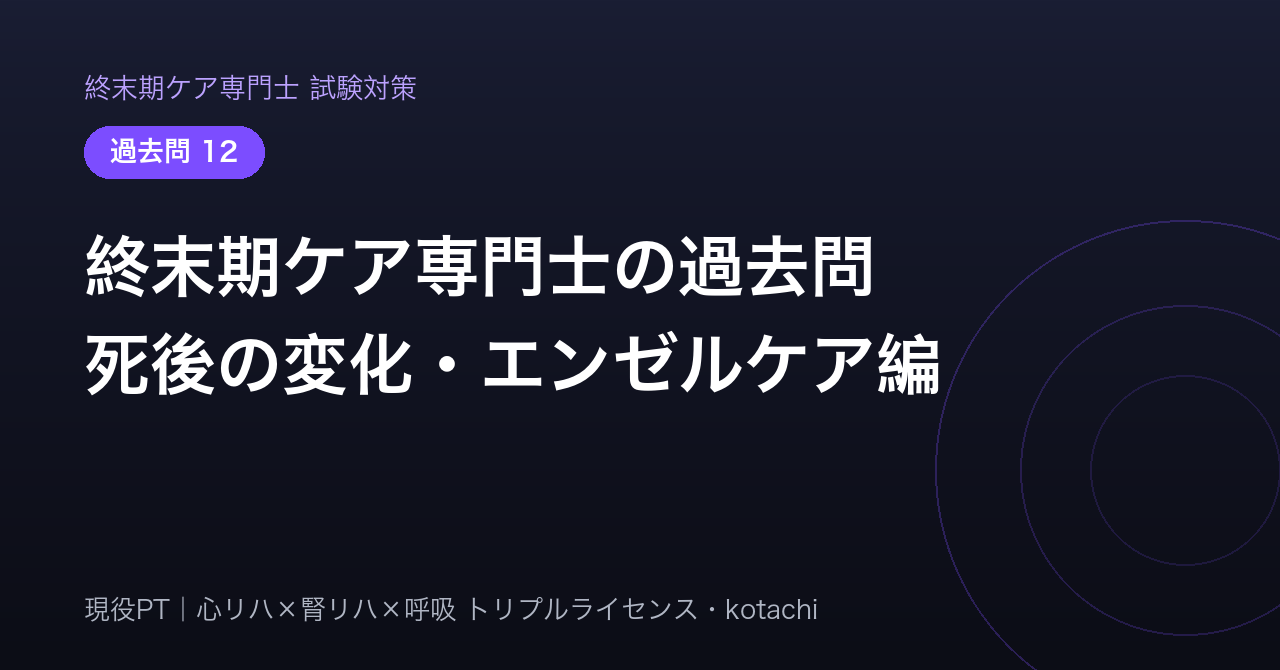 終末期ケア専門士 試験対策
過去問 12
終末期ケア専門士の過去問
死後の変化・エンゼルケア編
現役PT｜心リハ×腎リハ×呼吸 トリプルライセンス・kotachi